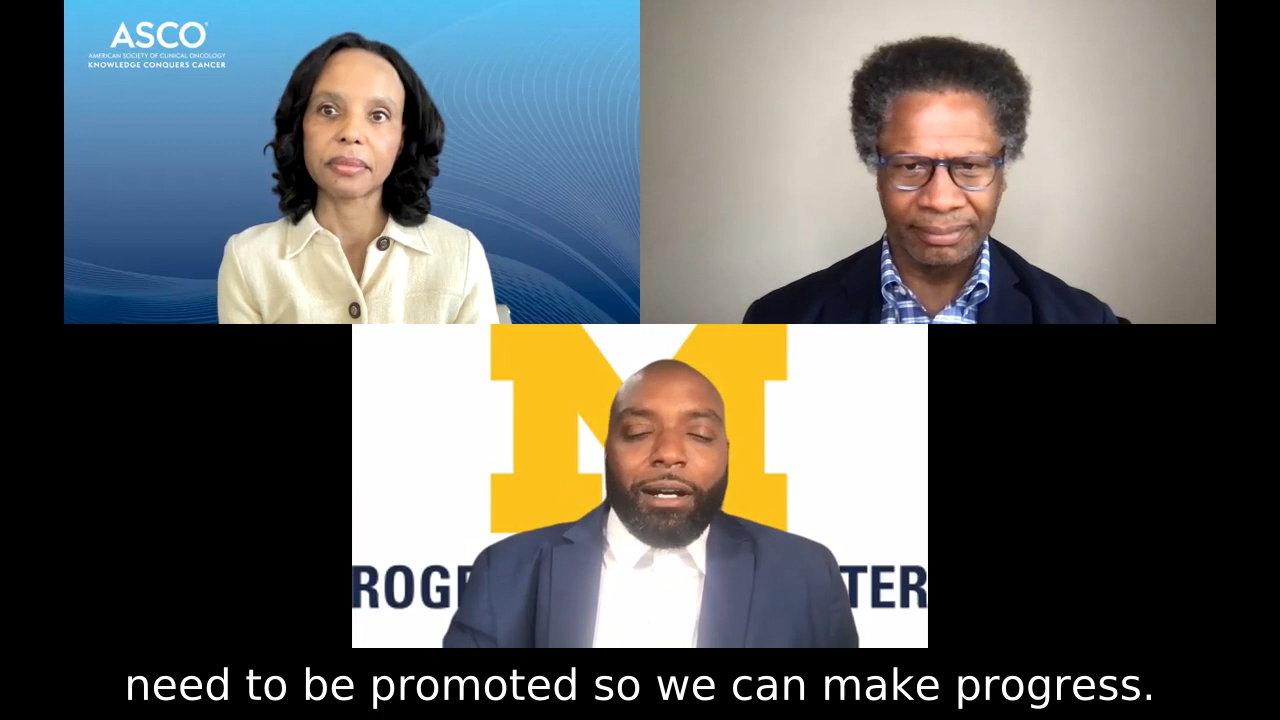 ASCO
AMERICAN SOCIETY OF CLINICAL ONCOLOGY
KNOWLEDGE CONQUERS CANCER
M
ROGE TER
need to be promoted so we can make progress.